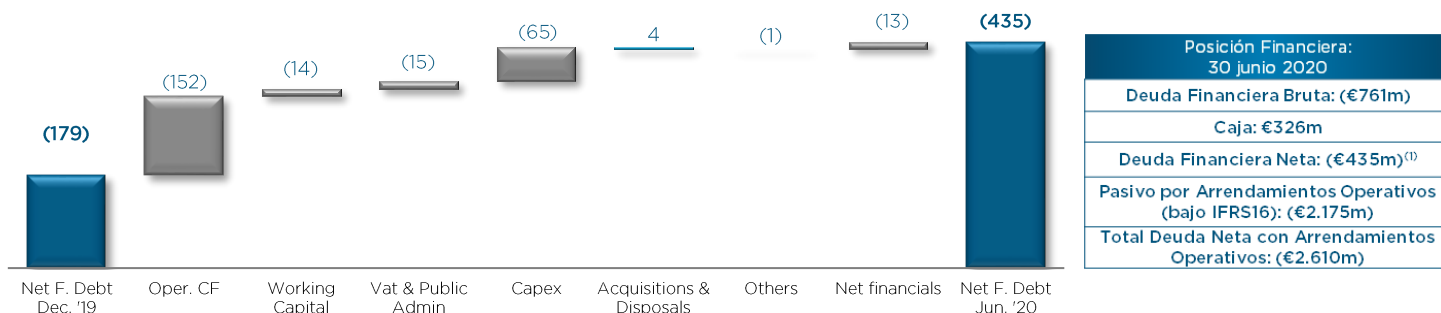 (179)
(152)
(14)
(15)
(65)
4
(1)
(13)
(435)
Net F. Debt
Dec. '19
Oper. CF
Working
Capital
Vat & Public
Admin
Capex
Acquisitions &
Disposals
Others
Net financials
Net F. Debt
Jun. '20
Posición Financiera:
30 junio 2020
Deuda Financiera Bruta: (€761m)
Caja: €326m
Deuda Financiera Neta: (€435m)(1)
Pasivo por Arrendamientos Operativos
(bajo IFRS16): (€2.175m)
Total Deuda Neta con Arrendamientos
Operativos: (€2.610m)